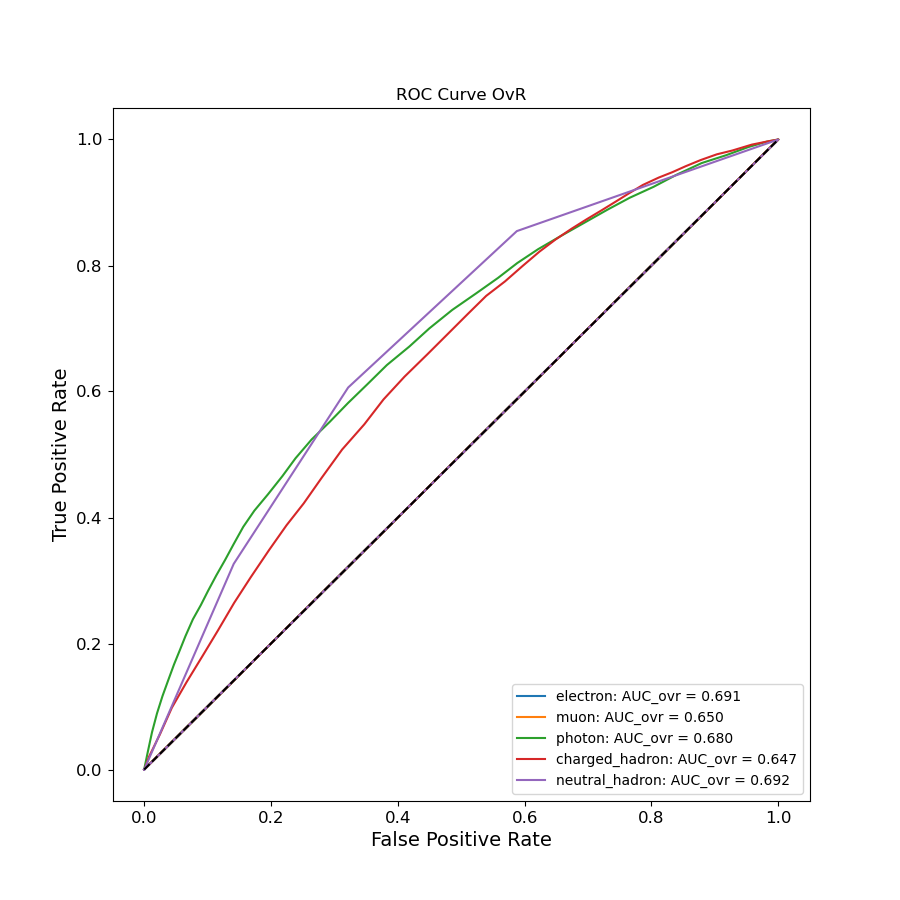 ROC Curve OvR
1.0
0.8
0.6
0.4
0.2
0.0
True Positive Rate
electron: AUC_ovr = 0.691
muon: AUC_ovr = 0.650
photon: AUC_ovr = 0.680
charged_hadron: AUC_ovr = 0.647
neutral_hadron: AUC_ovr = 0.692
0.0 0.2 0.4 0.6 0.8 1.0
False Positive Rate